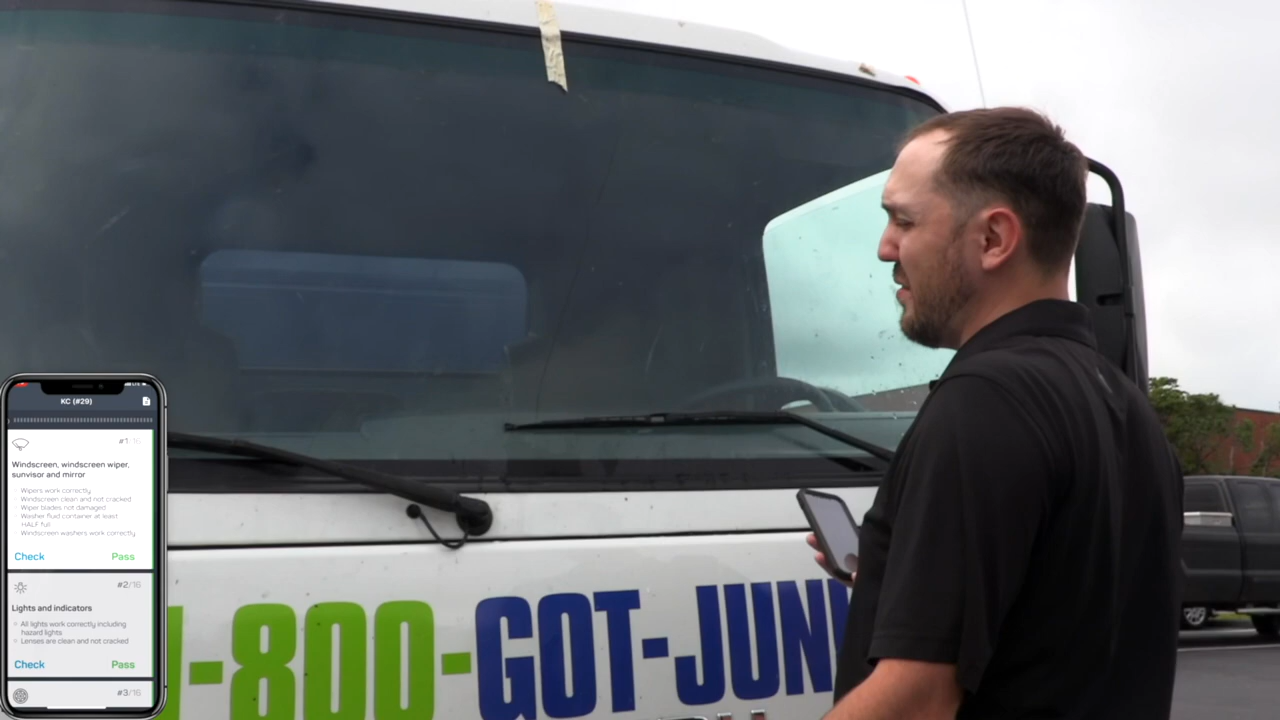 KC (#29)
#1/16
Windscreen, windscreen wiper,
sunvisor and mirror
Wipers work correctly
Windscreen clean and not cracked
Wiper blades not damaged
Washer fluid container at least
HALF full
Windscreen washers work correctly
Check Pass
#2/16
Lights and indicators
All lights work correctly including
hazard lights
Lenses are clean and not cracked
Check Pass
#3/16
1-800-GOT-JUN